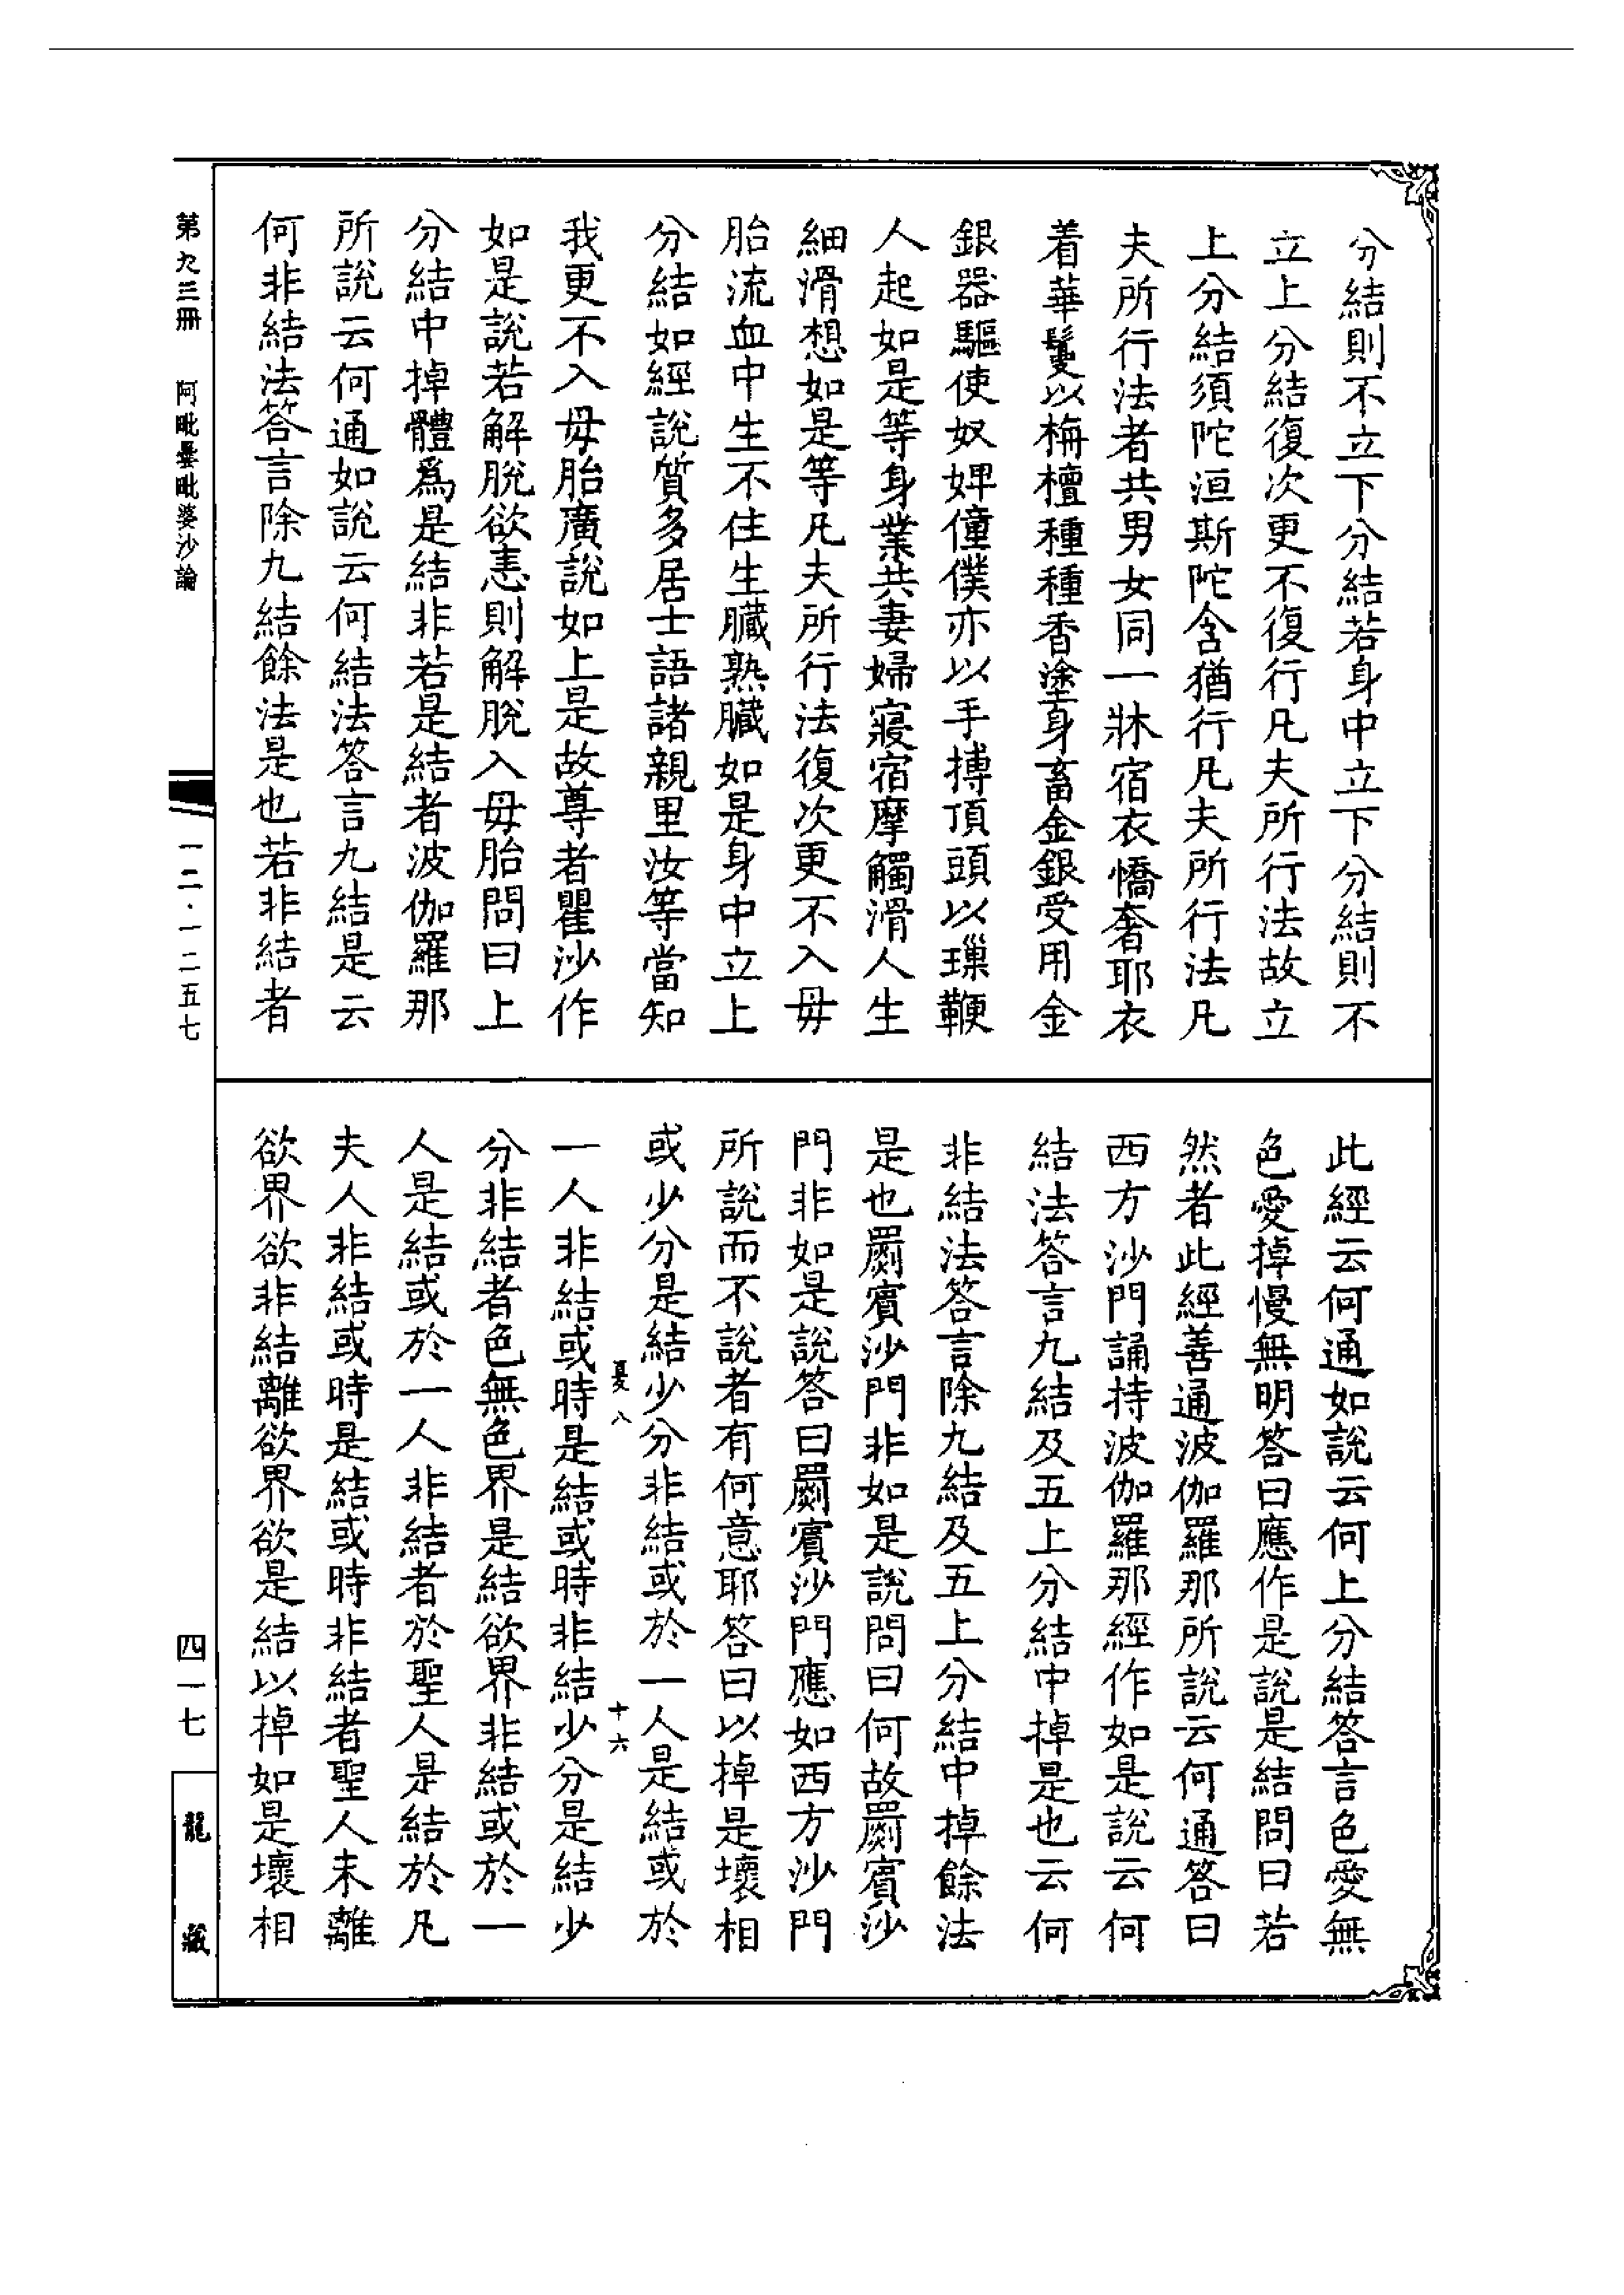 分結則不立下分結若身中立下分結則不
立上分結復次更不復行凡夫所行法故立
上分結須陀洹斯陀含猶行凡夫所行法凡
夫所行法者共男女同一牀宿衣憍奢耶衣
着華鬘以栴檀種種香塗身畜金銀受用金
銀器驅使奴婢僮僕亦以手摶頂頭以璅鞭
人起如是等身業共妻婦寢宿摩觸滑人生
細滑想如是等凡夫所行法復次更不入毋
胎流血中生不住生臟熟臟如是身中立上
分結如經說質多居士語諸親里汝等當知
我更不入毋胎廣說如上是故尊者瞿沙作
如是說若解脫欲恚則解脫入毋胎問曰上
分結中掉體爲是結非若是結者波伽羅那
所說云何通如說云何結法答言九結是云
何非結法答言除九結餘法是也若非結者
此經云何通如說云何上分結答言色愛無
色愛掉慢無明答曰應作是說是結問曰若
然者此經善通波伽羅那所說云何通答曰
西方沙門誦持波伽羅那經作如是說云何
結法答言九結及五上分結中掉是也云何
非結法答言除九結及五上分結中掉餘法
是也罽賓沙門非如是說問曰何故罽賓沙
門非如是說答曰罽賓沙門應如西方沙門
所說而不說者有何意耶答曰以掉是壞相
或少分是結少分非結或於一人是結或於
夏八
十六
一人非結或時是結或時非結少分是結少
分非結者色無色界是結欲界非結或於一
人是結或於一人非結者於聖人是結於凡
夫人非結或時是結或時非結者聖人未離
欲界欲非結離欲界欲是結以掉如是壞相
第九三冊 阿毗曇毗婆沙論
一二·一二五七
四一七
龍藏